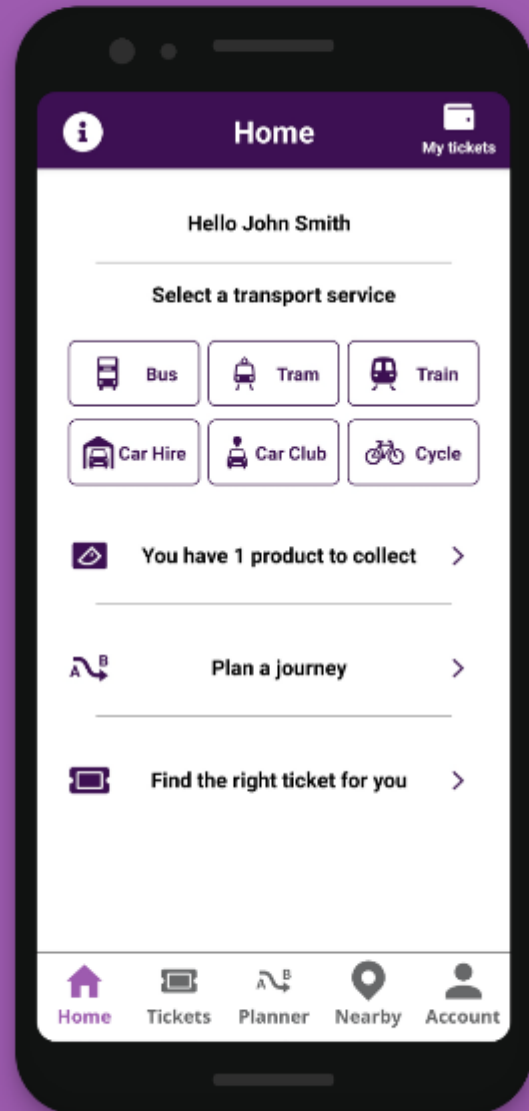 Home
My tickets
Hello John Smith
Select a transport service
Bus
Tram
Train
Car Hire
Car Club
Cycle
You have 1 product to collect
A B
Plan a journey
Find the right ticket for you
A B
Home
Tickets
Planner
Nearby
Account